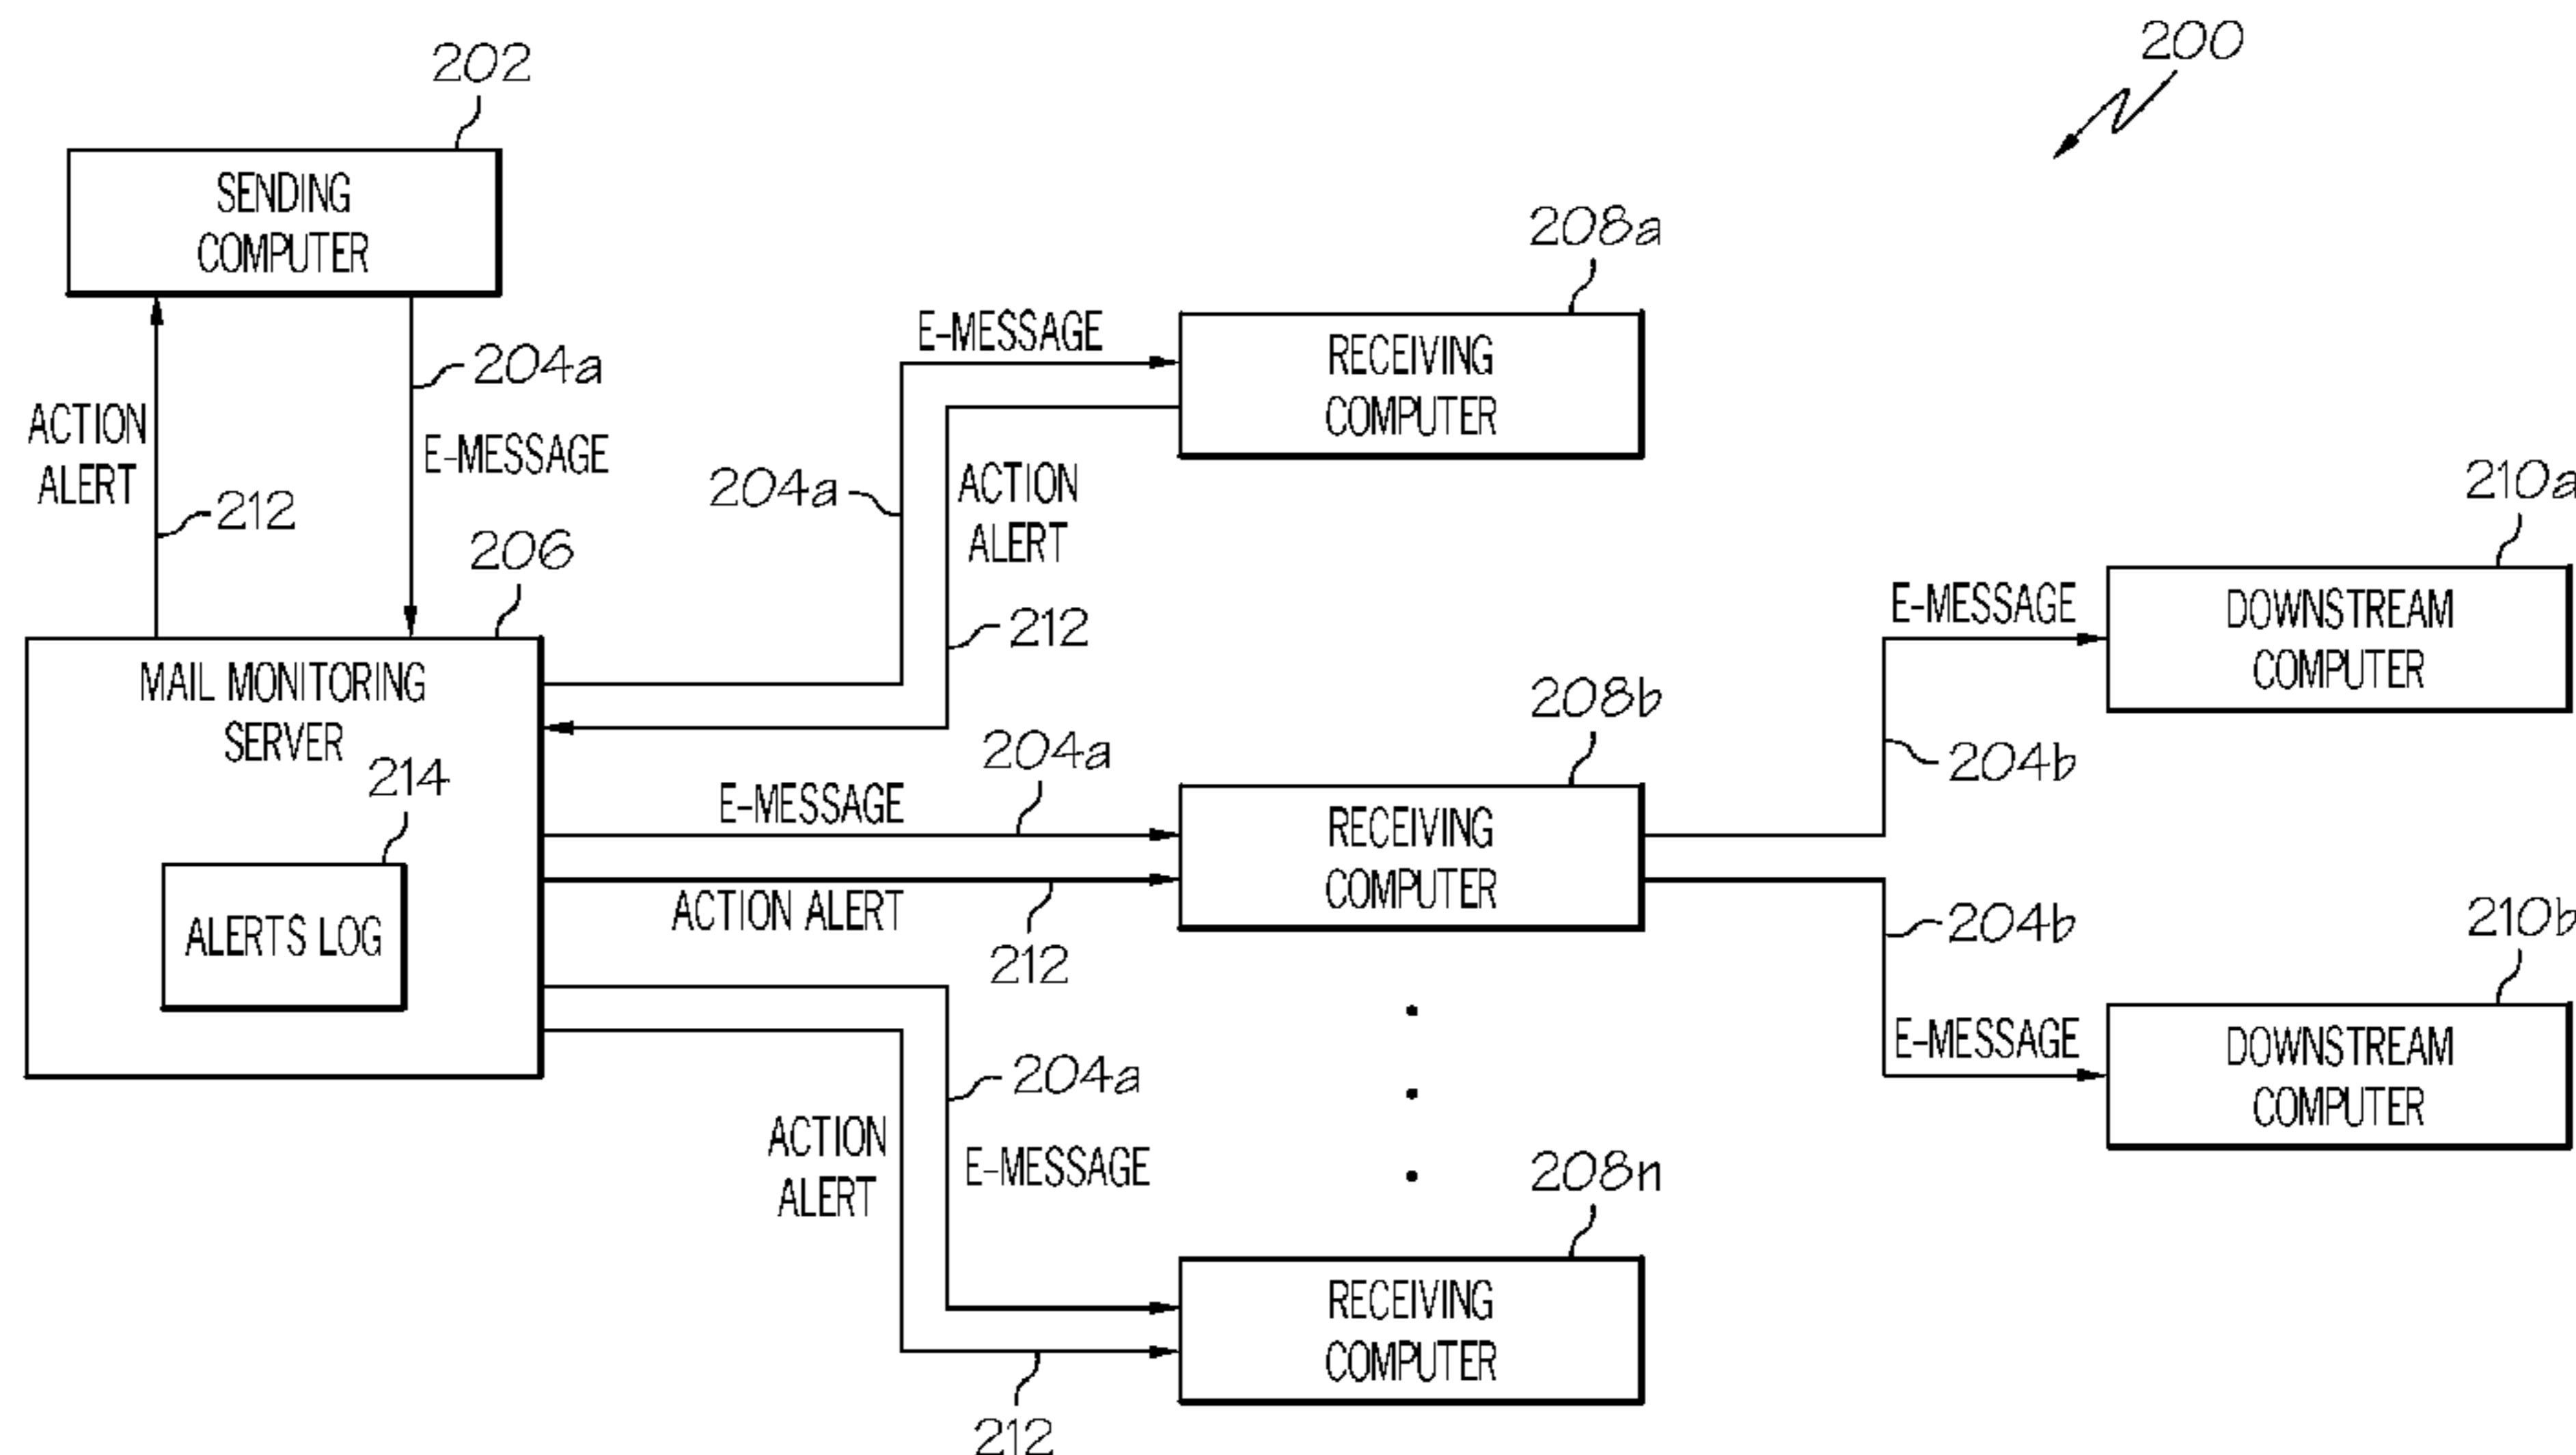 200
202
SENDING
COMPUTER
208a
E-MESSAGE
RECEIVING
COMPUTER
204a
ACTION
ALERT
E-MESSAGE
212
204a
ACTION
ALERT
212
206
MAIL MONITORING
SERVER
214
ALERTS LOG
210a
E-MESSAGE
DOWNSTREAM
COMPUTER
204b
208b
204a
E-MESSAGE
RECEIVING
COMPUTER
ACTION ALERT
212
204b
210b
E-MESSAGE
DOWNSTREAM
COMPUTER
204a
ACTION
ALERT
E-MESSAGE
208n
RECEIVING
COMPUTER
212